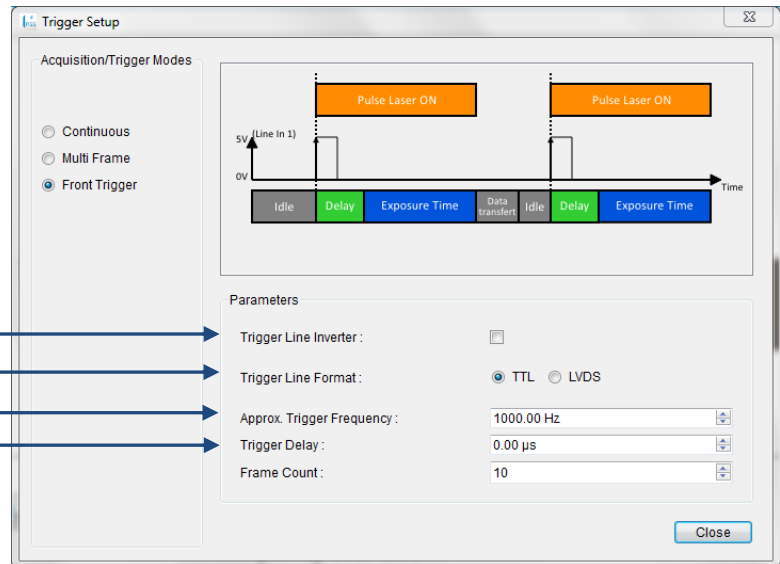 Trigger Setup
Acquisition/Trigger Modes
Continuous
Multi Frame
Front Trigger
Pulse Laser ON Pulse Laser ON
5V (Line In 1)
0V
Time
Idle Delay Exposure Time Data transfert Idle Delay Exposure Time
Parameters
Trigger Line Inverter :
Trigger Line Format : TTL LVDS
Approx. Trigger Frequency : 1000.00 Hz
Trigger Delay : 0.00 µs
Frame Count : 10
Close